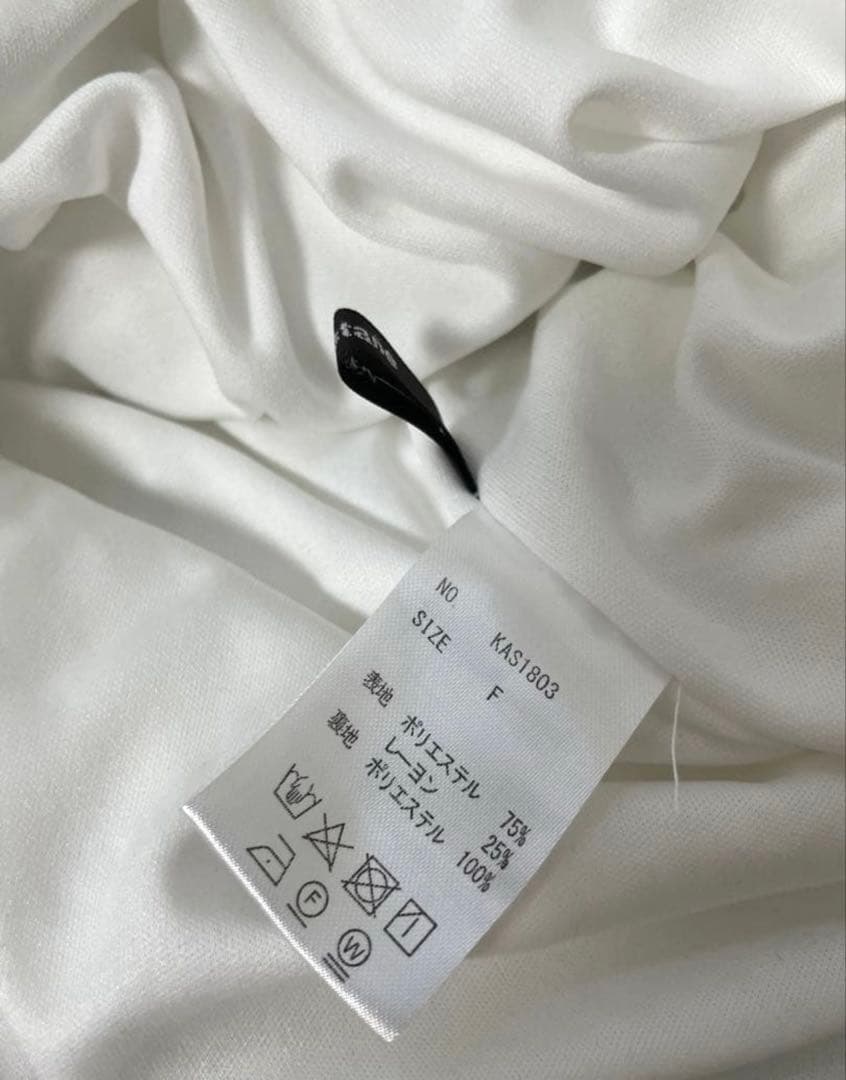 NO. KAS1803
SIZE F
表地 ポリエステル 75%
レーヨン 25%
裏地 ポリエステル 100%
F
W